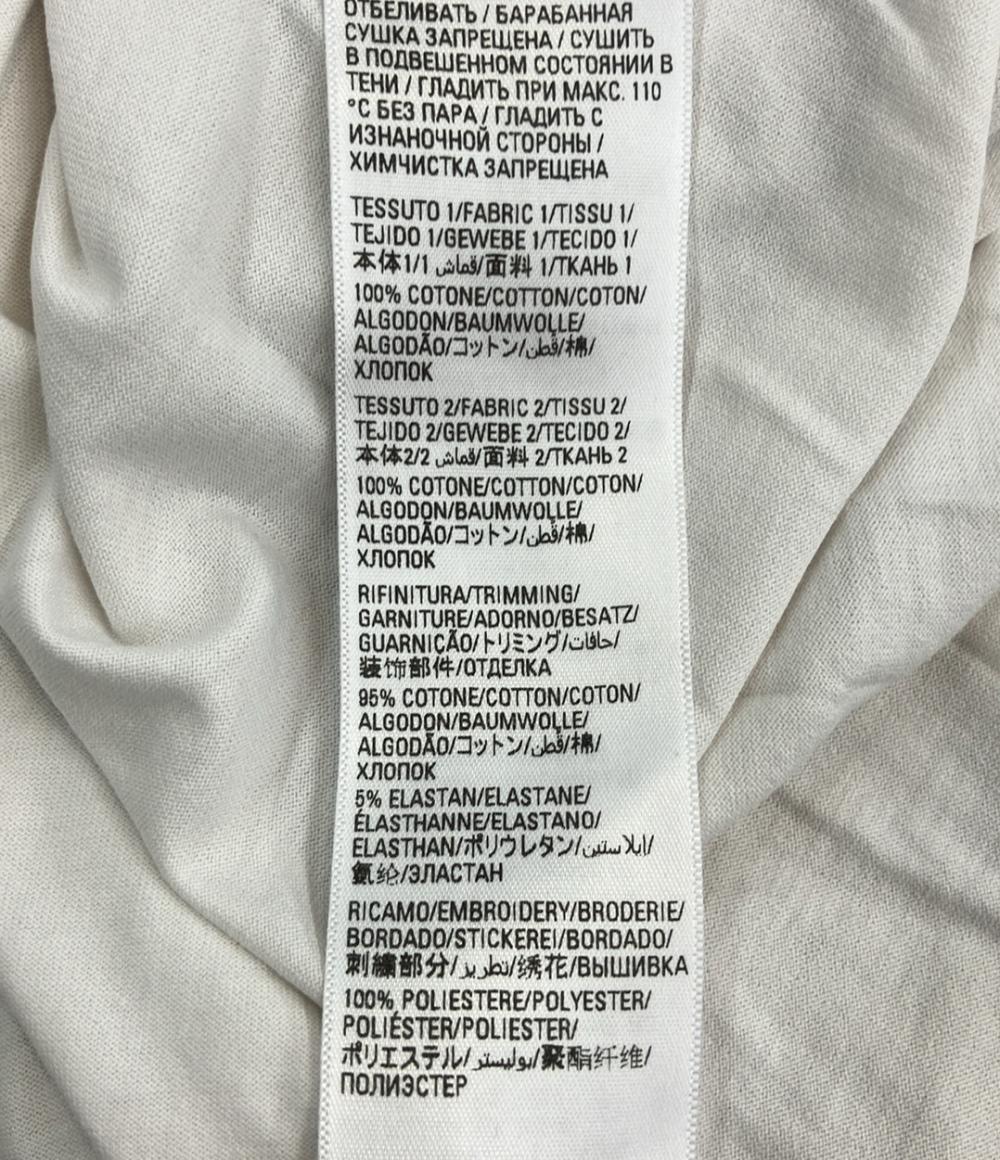 ОТБЕЛИВАТЬ / БАРАБАННАЯ
СУШКА ЗАПРЕЩЕНА / СУШИТЬ
В ПОДВЕШЕННОМ СОСТОЯНИИ В
ТЕНИ / ГЛАДИТЬ ПРИ МАКС. 110
°C БЕЗ ПАРА / ГЛАДИТЬ С
ИЗНАНОЧНОЙ СТОРОНЫ /
ХИМЧИСТКА ЗАПРЕЩЕНА
TESSUTO 1/FABRIC 1/TISSU 1/
TEJIDO 1/GEWEBE 1/TECIDO 1/
本体1/1 قماش/面料 1/ТКАНЬ 1
100% COTONE/COTTON/COTON/
ALGODON/BAUMWOLLE/
ALGODÃO/コットン/قطن/棉/
ХЛОПОК
TESSUTO 2/FABRIC 2/TISSU 2/
TEJIDO 2/GEWEBE 2/TECIDO 2/
本体2/2 قماش/面料 2/ТКАНЬ 2
100% COTONE/COTTON/COTON/
ALGODON/BAUMWOLLE/
ALGODÃO/コットン/قطن/棉/
ХЛОПОК
RIFINITURA/TRIMMING/
GARNITURE/ADORNO/BESATZ/
GUARNIÇÃO/トリミング/حافات/
装饰部件/ОТДЕЛКА
95% COTONE/COTTON/COTON/
ALGODON/BAUMWOLLE/
ALGODÃO/コットン/قطن/棉/
ХЛОПОК
5% ELASTAN/ELASTANE/
ÉLASTHANNE/ELASTANO/
ELASTHAN/ポリウレタン/ايلاستين/
氨纶/ЭЛАСТАН
RICAMO/EMBROIDERY/BRODERIE/
BORDADO/STICKEREI/BORDADO/
刺繍部分/تطريز/绣花/ВЫШИВКА
100% POLIESTERE/POLYESTER/
POLIÉSTER/POLIESTER/
ポリエステル/بوليستر/聚酯纤维/
ПОЛИЭСТЕР